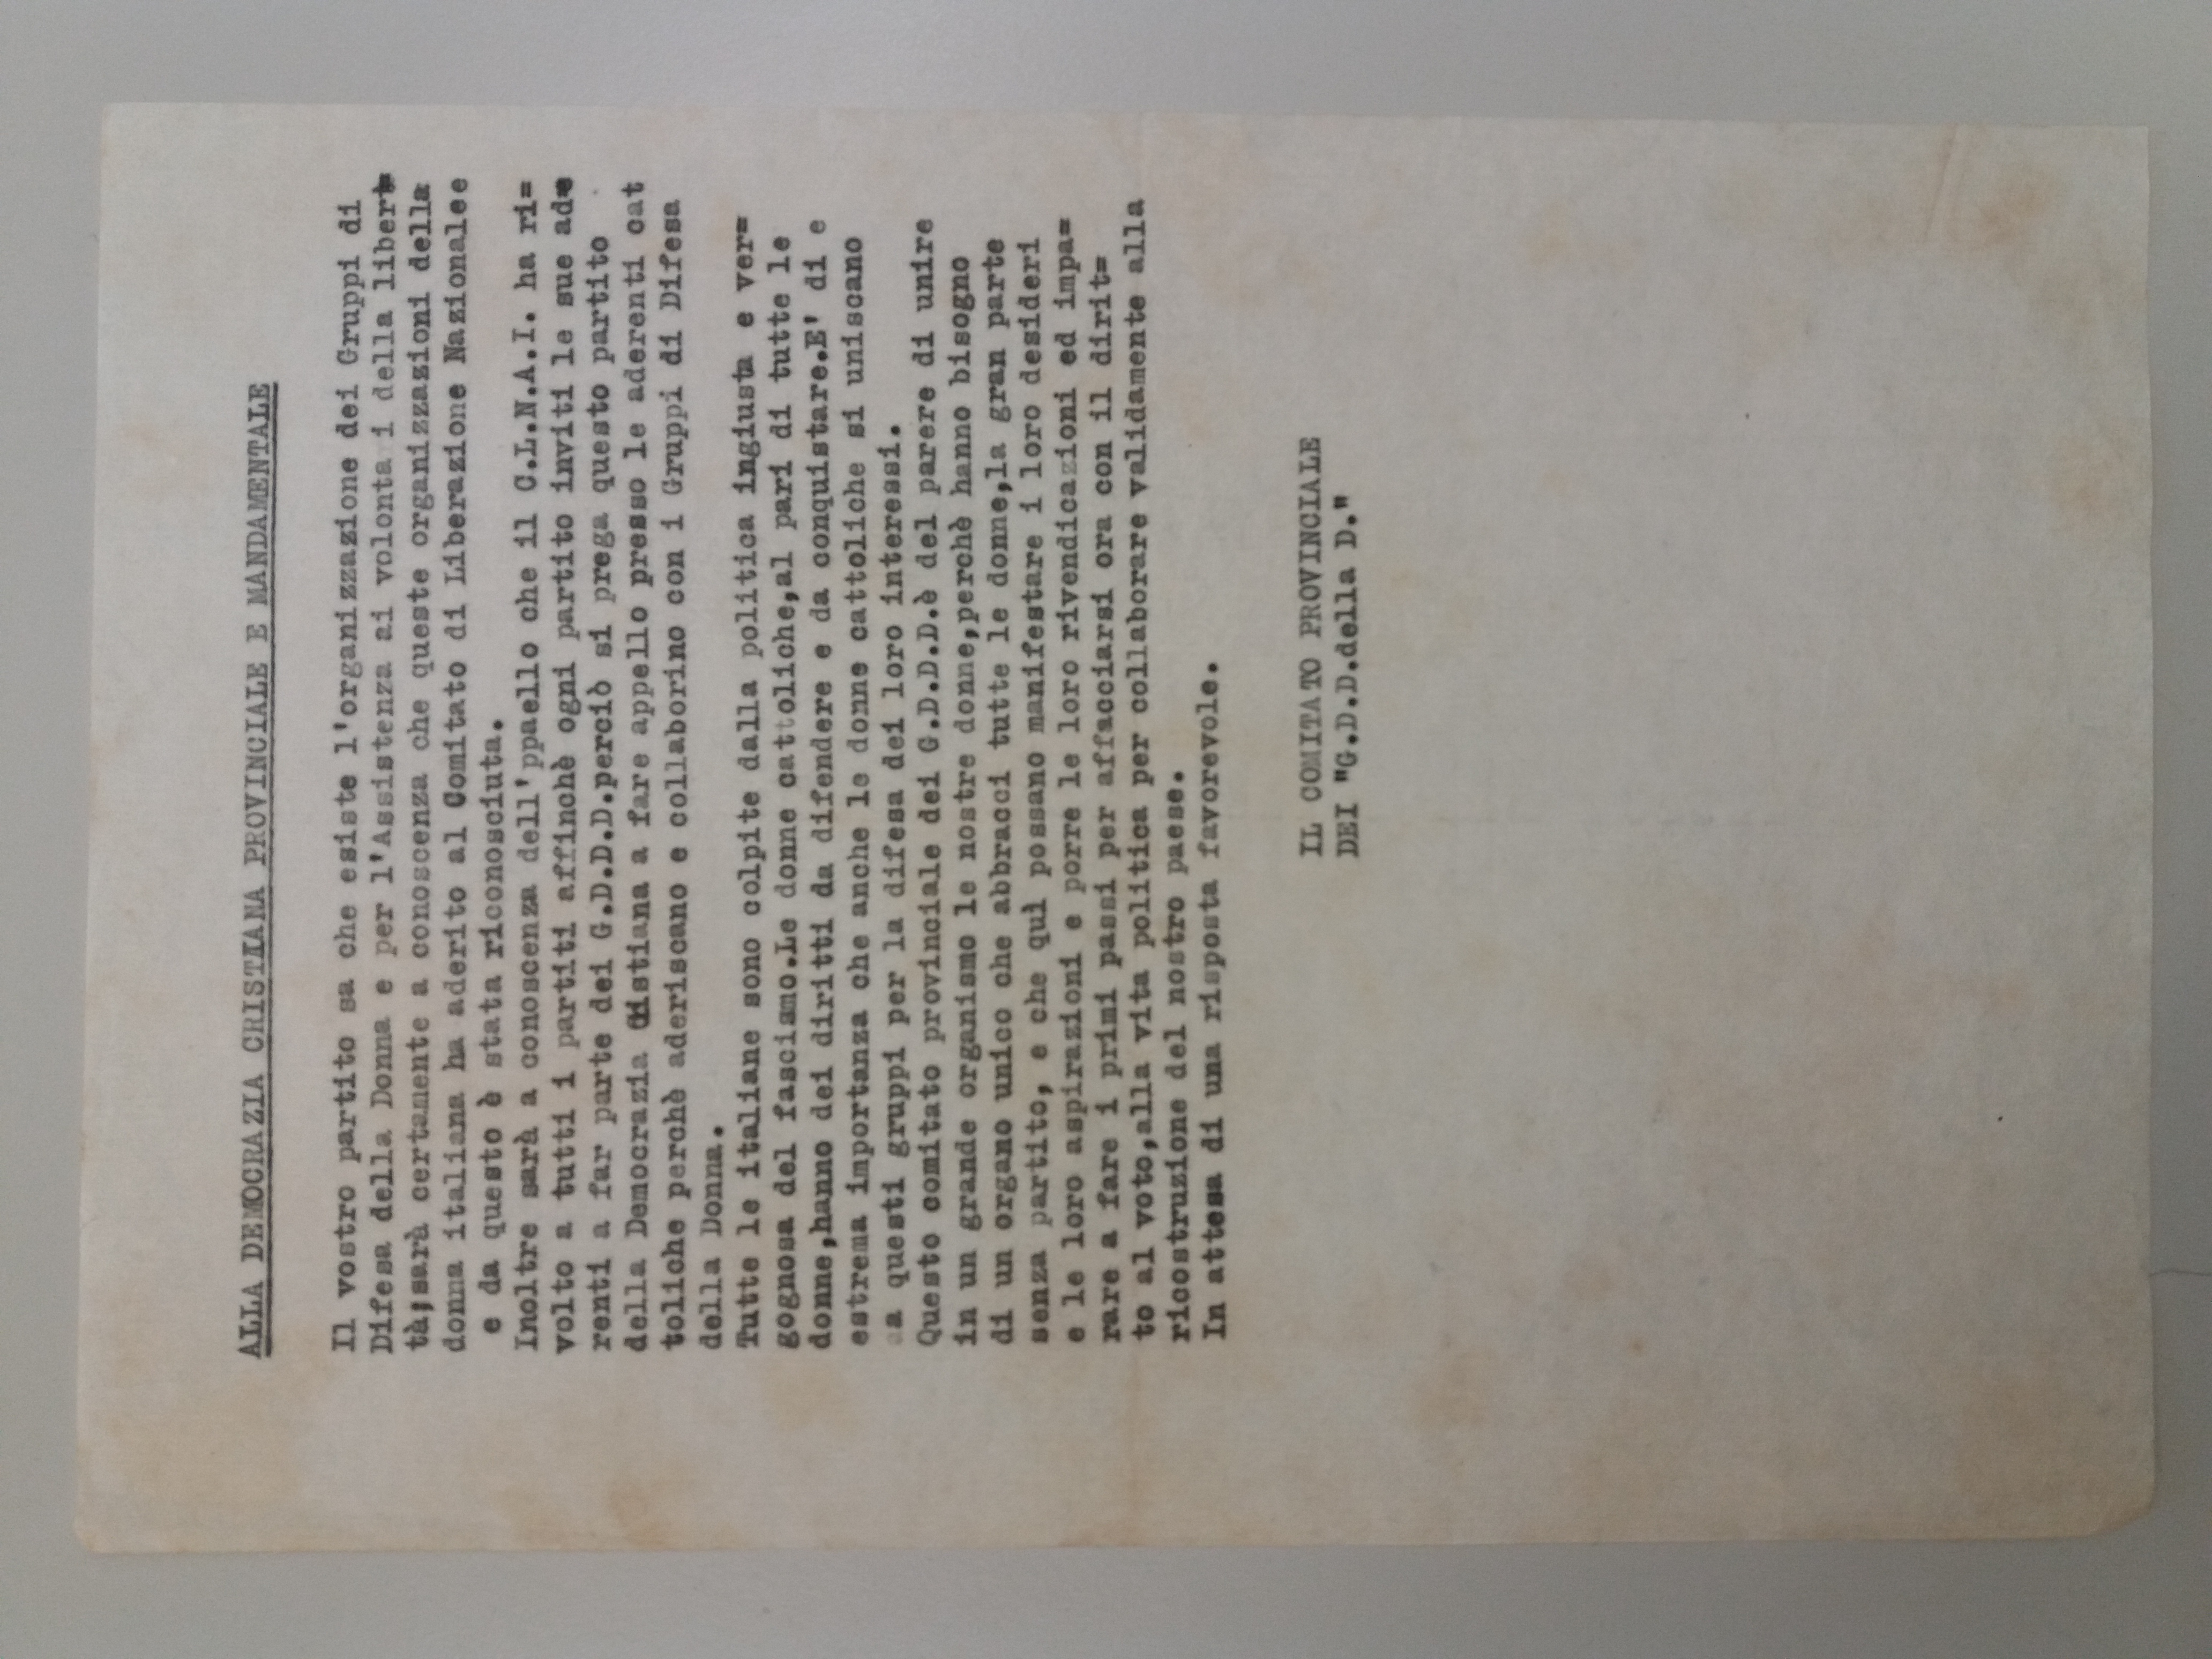 ALLA DEMOCRAZIA CRISTIANA PROVINCIALE E MANDAMENTALE
Il vostro partito sa che esiste l'organizzazione dei Gruppi di
Difesa della Donna e per l'Assistenza ai volontai della libert=
tà;sarà certamente a conoscenza che queste organizzazioni della
donna italiana ha aderito al Comitato di Liberazione Nazionalee
e da questo è stata riconosciuta.
Inoltre sarà a conoscenza dell'ppaello che il C.L.N.A.I. ha ri=
volto a tutti i partiti affinchè ogni partito inviti le sue ade
renti a far parte dei G.D.D.D.perciò si prega questo partito
della Democrazia Cistiana a fare appello presso le aderenti cat
toliche perchè aderiscano e collaborino con i Gruppi di Difesa
della Donna.
Tutte le italiane sono colpite dalla politica ingiusta e ver=
gognosa del fascismo.Le donne cattoliche,al pari di tutte le
donne,hanno dei diritti da difendere e da conquistare.E' di e
estrema importanza che anche le donne cattoliche si uniscano
a questi gruppi per la difesa dei loro interessi.
Questo comitato provinciale dei G.D.D.D.è del parere di unire
in un grande organismo le nostre donne,perchè hanno bisogno
di un organo unico che abbracci tutte le donne,la gran parte
senza partito, e che quì possano manifestare i loro desideri
e le loro aspirazioni e porre le loro rivendicazioni ed impa=
rare a fare i primi passi per affacciarsi ora con il dirit=
to al voto,alla vita politica per collaborare validamente alla
ricostruzione del nostro paese.
In attesa di una risposta favorevole.
IL COMITATO PROVINCIALE
DEI "G.D.D.della D."